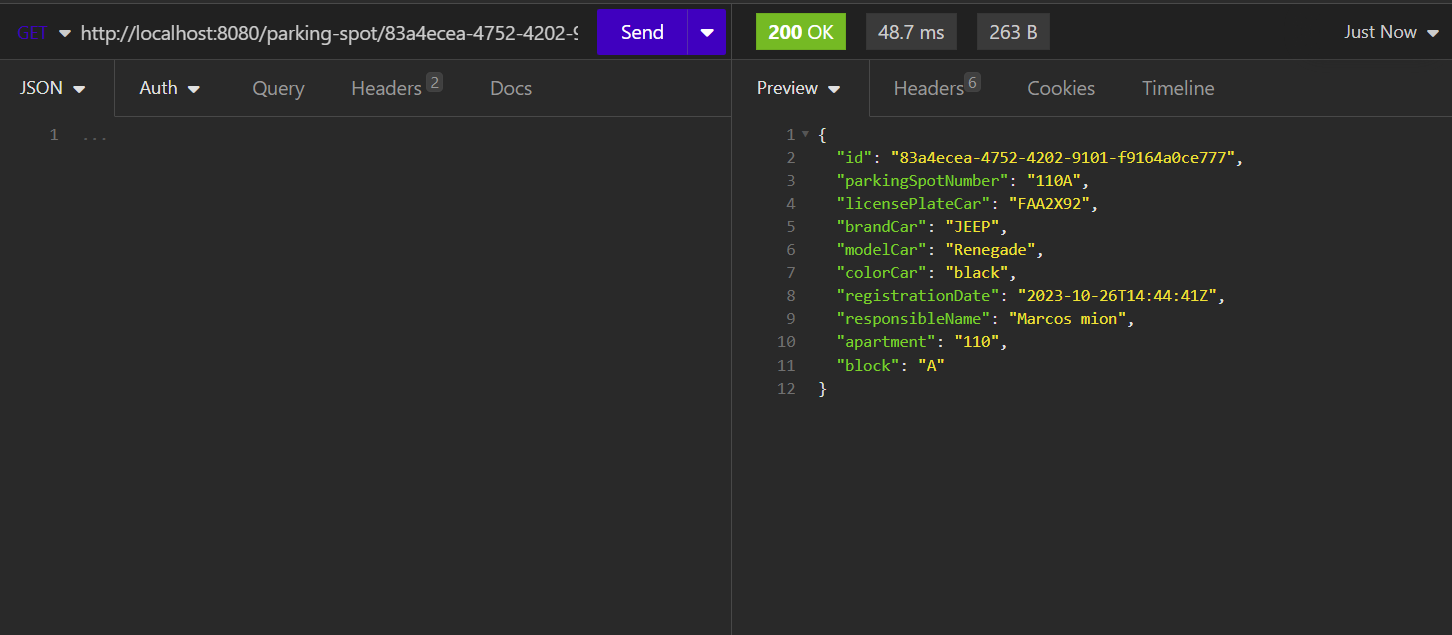 GET http://localhost:8080/parking-spot/83a4ecea-4752-4202-9 Send 200 OK 48.7 ms 263 B Just Now
JSON Auth Query Headers 2 Docs Preview Headers 6 Cookies Timeline
1 ...
1 {
2 "id": "83a4ecea-4752-4202-9101-f9164a0ce777",
3 "parkingSpotNumber": "110A",
4 "licensePlateCar": "FAA2X92",
5 "brandCar": "JEEP",
6 "modelCar": "Renegade",
7 "colorCar": "black",
8 "registrationDate": "2023-10-26T14:44:41Z",
9 "responsibleName": "Marcos mion",
10 "apartment": "110",
11 "block": "A"
12 }